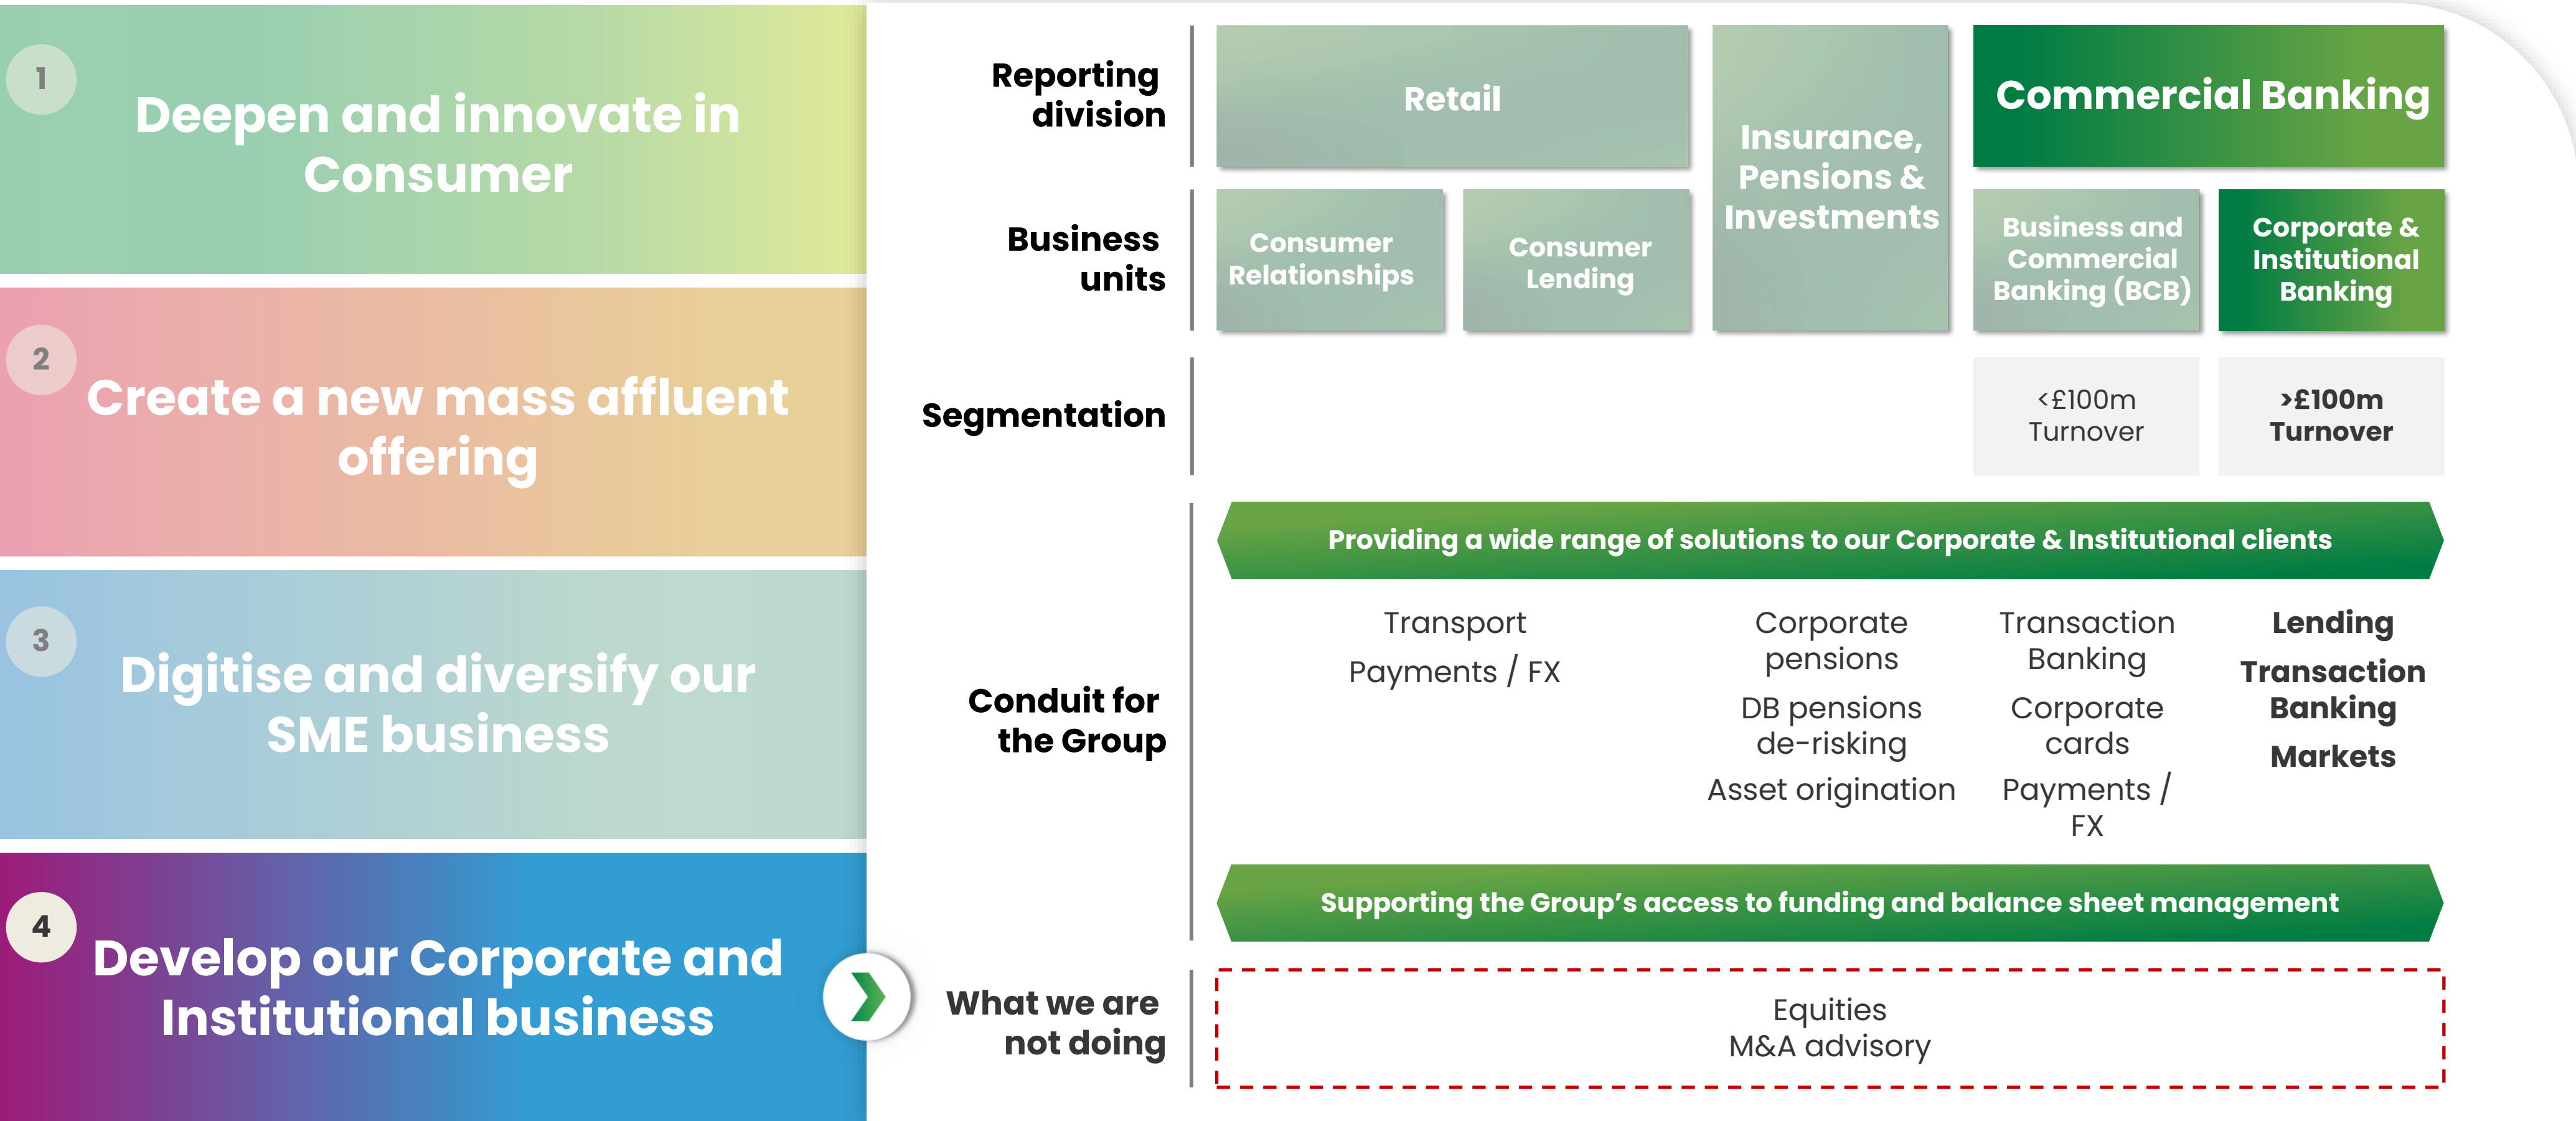 1
Deepen and innovate in
Consumer
2
Create a new mass affluent
offering
3
Digitise and diversify our
SME business
4
Develop our Corporate and
Institutional business
Reporting
division
Retail
Insurance,
Pensions &
Investments
Commercial Banking
Business
units
Consumer
Relationships
Consumer
Lending
Business and
Commercial
Banking (BCB)
Corporate &
Institutional
Banking
Segmentation
<£100m
Turnover
>£100m
Turnover
Conduit for
the Group
Providing a wide range of solutions to our Corporate & Institutional clients
Transport
Payments / FX
Corporate
pensions
DB pensions
de-risking
Asset origination
Transaction
Banking
Corporate
cards
Payments /
FX
Lending
Transaction
Banking
Markets
Supporting the Group’s access to funding and balance sheet management
What we are
not doing
Equities
M&A advisory